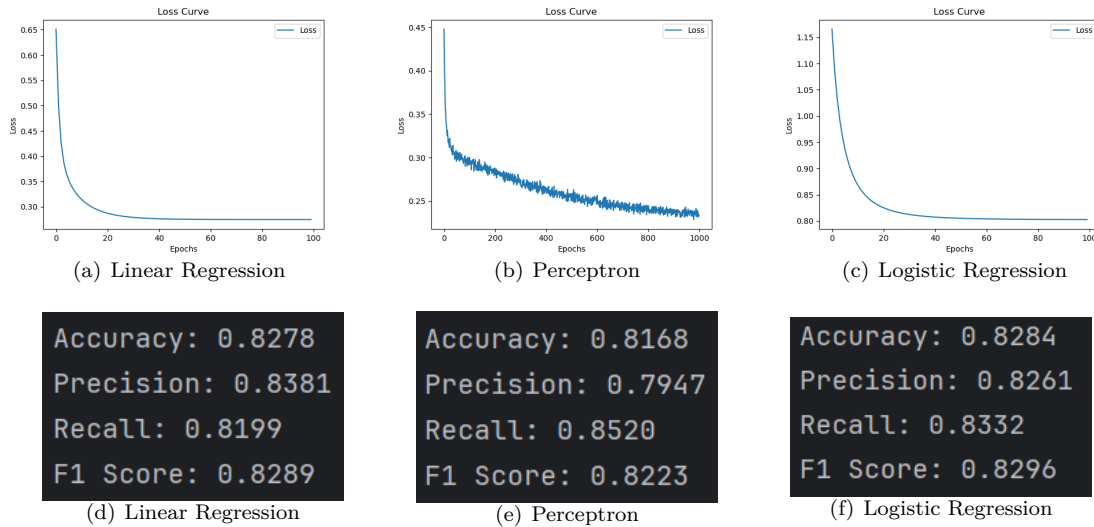 Loss Curve
Loss
0.65
0.60
0.55
0.50
0.45
0.40
0.35
0.30
Loss
0 20 40 60 80 100
Epochs
(a) Linear Regression
Loss Curve
Loss
0.45
0.40
0.35
0.30
0.25
Loss
0 200 400 600 800 1000
Epochs
(b) Perceptron
Loss Curve
Loss
1.15
1.10
1.05
1.00
0.95
0.90
0.85
0.80
Loss
0 20 40 60 80 100
Epochs
(c) Logistic Regression
Accuracy: 0.8278
Precision: 0.8381
Recall: 0.8199
F1 Score: 0.8289
(d) Linear Regression
Accuracy: 0.8168
Precision: 0.7947
Recall: 0.8520
F1 Score: 0.8223
(e) Perceptron
Accuracy: 0.8284
Precision: 0.8261
Recall: 0.8332
F1 Score: 0.8296
(f) Logistic Regression